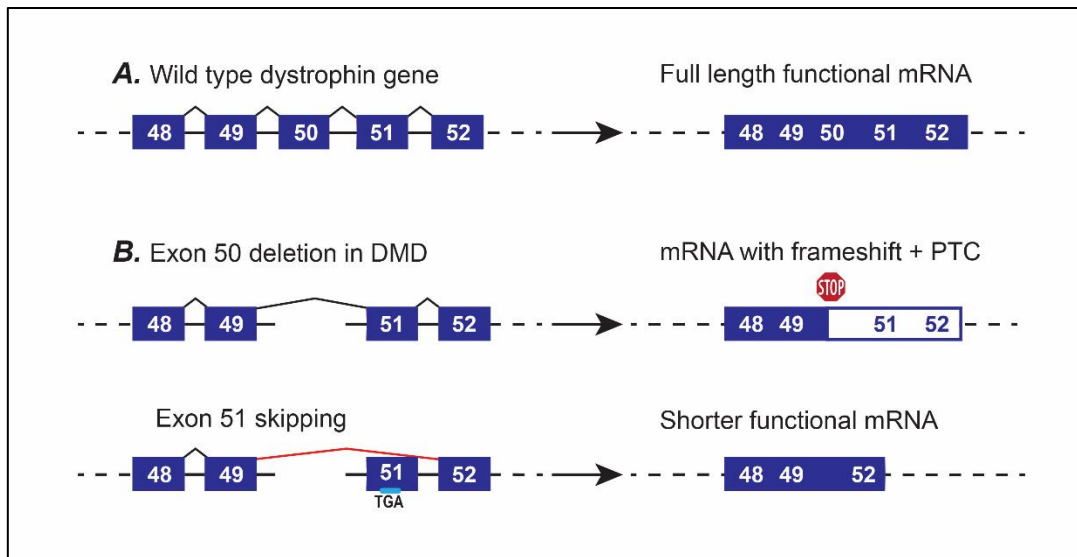 A. Wild type dystrophin gene
Full length functional mRNA
48 49 50 51 52
48 49 50 51 52
B. Exon 50 deletion in DMD
mRNA with frameshift + PTC
STOP
48 49 51 52
48 49 51 52
Exon 51 skipping
Shorter functional mRNA
48 49 51 52
48 49 52
TGA